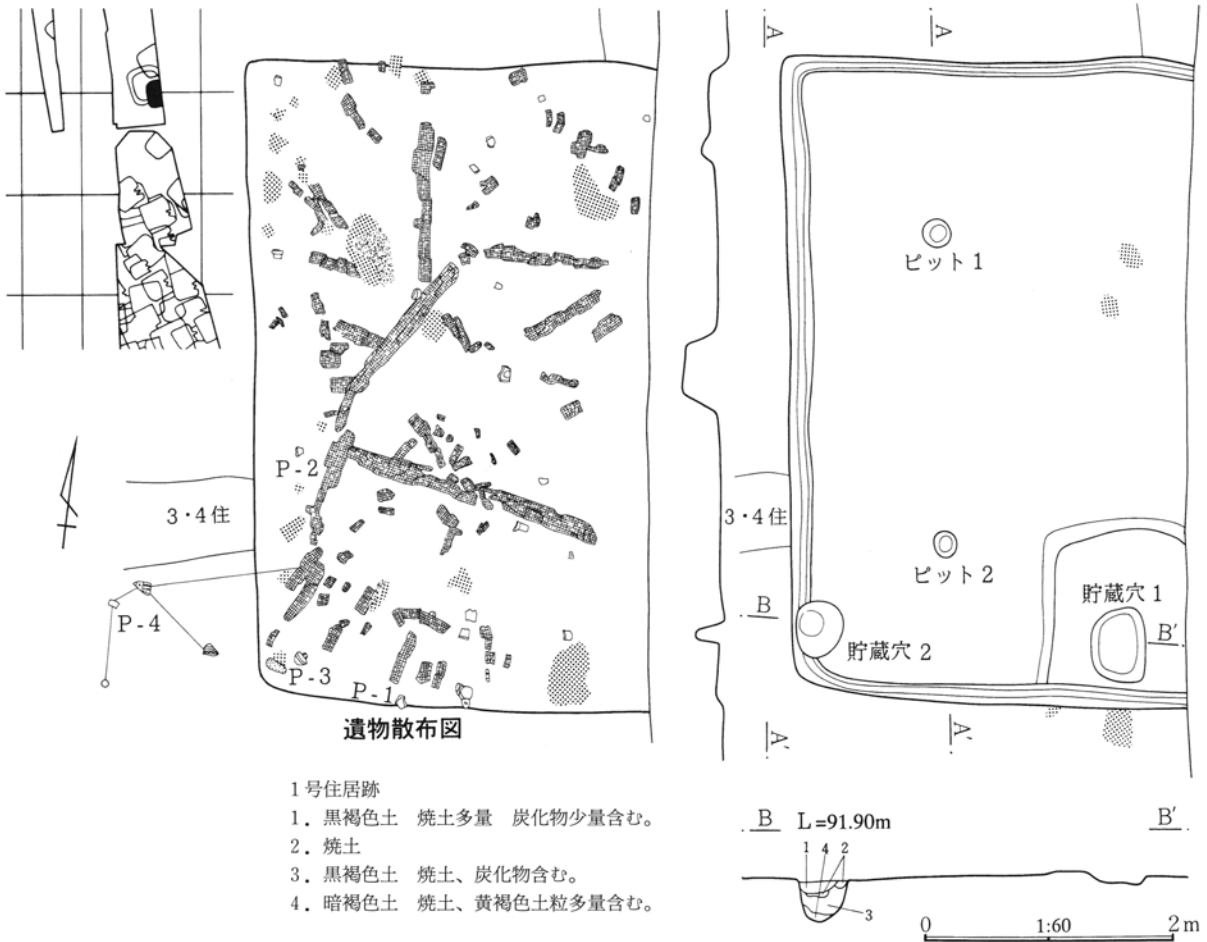 A
A
ピット1
P-2
3・4住
3・4住
ピット2
貯蔵穴1
B
B′
P-4
貯蔵穴2
P-3
P-1
遺物散布図
A′
A′
1号住居跡
1．黒褐色土 焼土多量 炭化物少量含む。
2．焼土
3．黒褐色土 焼土、炭化物含む。
4．暗褐色土 焼土、黄褐色土粒多量含む。
B L=91.90m B′
1 4 2
3
0 1:60 2m